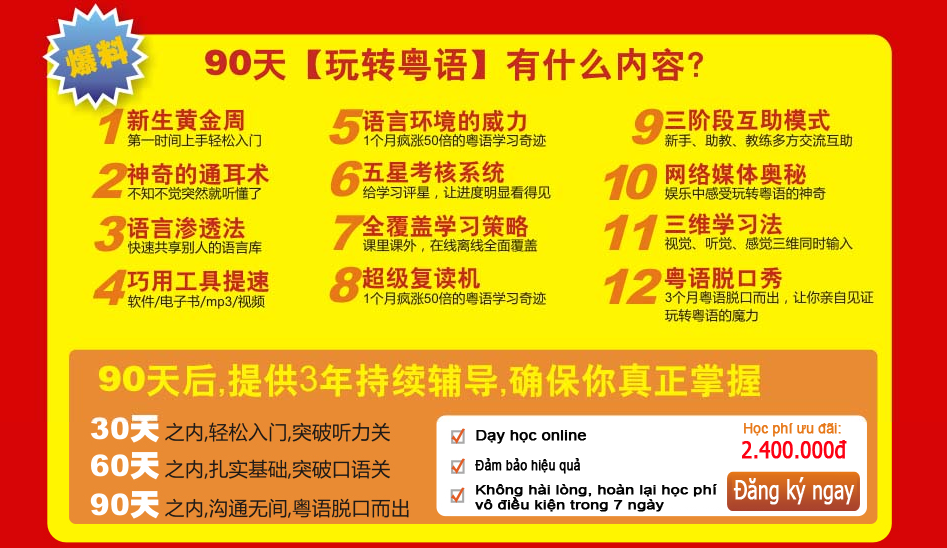 爆料
90天【玩转粤语】有什么内容?
1 新生黄金周
第一时间上手轻松入门
2 神奇的通耳术
不知不觉突然就听懂了
3 语言渗透法
快速共享别人的语言库
4 巧用工具提速
软件/电子书/mp3/视频
5 语言环境的威力
1个月疯涨50倍的粤语学习奇迹
6 五星考核系统
给学习评星，让进度明显看得见
7 全覆盖学习策略
课里课外，在线离线全面覆盖
8 超级复读机
1个月疯涨50倍的粤语学习奇迹
9 三阶段互助模式
新手、助教、教练多方交流互助
10 网络媒体奥秘
娱乐中感受玩转粤语的神奇
11 三维学习法
视觉、听觉、感觉三维同时输入
12 粤语脱口秀
3个月粤语脱口而出，让你亲自见证
玩转粤语的魔力
90天后,提供3年持续辅导,确保你真正掌握
30天 之内,轻松入门,突破听力关
60天 之内,扎实基础,突破口语关
90天 之内,沟通无间,粤语脱口而出
Dạy học online
Đảm bảo hiệu quả
Không hài lòng, hoàn lại học phí
vô điều kiện trong 7 ngày
Học phí ưu đãi:
2.400.000đ
Đăng ký ngay